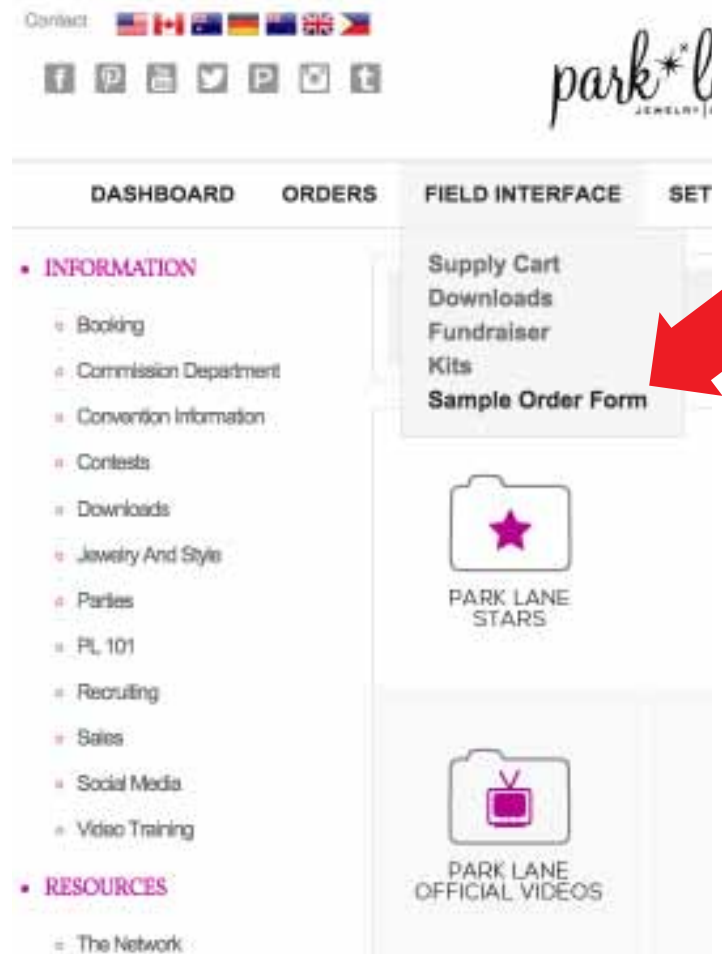 Contact
park
JEWELRY
DASHBOARD ORDERS FIELD INTERFACE SET
INFORMATION
Booking
Commission Department
Convention Information
Contests
Downloads
Jewelry And Style
Parties
PL 101
Recruiting
Sales
Social Media
Video Training
RESOURCES
The Network
Supply Cart
Downloads
Fundraiser
Kits
Sample Order Form
PARK LANE
STARS
PARK LANE
OFFICIAL VIDEOS